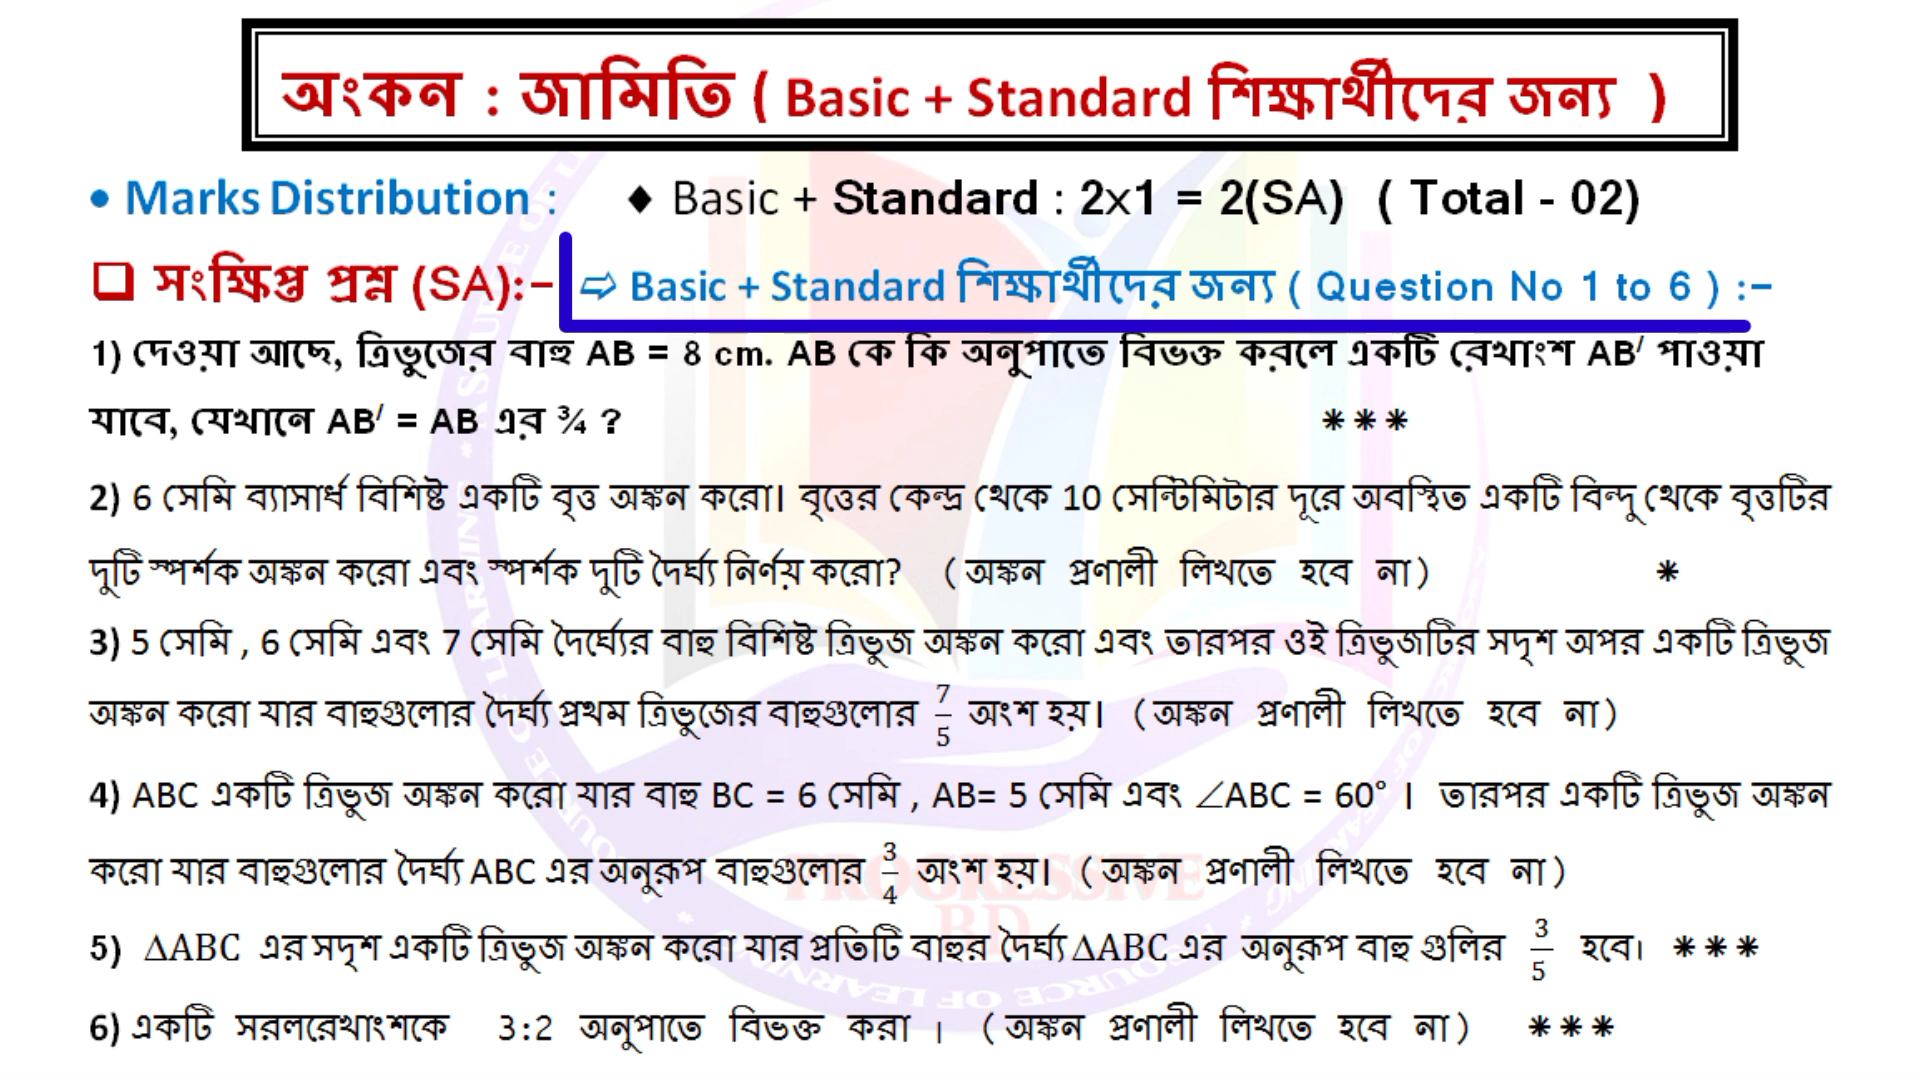 অংকন : জামিতি ( Basic + Standard শিক্ষার্থীদের জন্য )
• Marks Distribution : ♦ Basic + Standard : 2x1 = 2(SA) ( Total - 02)
❑ সংক্ষিপ্ত প্রশ্ন (SA):– ⇨ Basic + Standard শিক্ষার্থীদের জন্য ( Question No 1 to 6 ) :–
1) দেওয়া আছে, ত্রিভুজের বাহু AB = 8 cm. AB কে কি অনুপাতে বিভক্ত করলে একটি রেখাংশ AB/ পাওয়া
যাবে, যেখানে AB/ = AB এর ¾ ? ***
2) 6 সেমি ব্যাসার্ধ বিশিষ্ট একটি বৃত্ত অঙ্কন করো। বৃত্তের কেন্দ্র থেকে 10 সেন্টিমিটার দূরে অবস্থিত একটি বিন্দু থেকে বৃত্তটির
দুটি স্পর্শক অঙ্কন করো এবং স্পর্শক দুটি দৈর্ঘ্য নির্ণয় করো? (অঙ্কন প্রণালী লিখতে হবে না) *
3) 5 সেমি , 6 সেমি এবং 7 সেমি দৈর্ঘ্যের বাহু বিশিষ্ট ত্রিভুজ অঙ্কন করো এবং তারপর ওই ত্রিভুজটির সদৃশ অপর একটি ত্রিভুজ
অঙ্কন করো যার বাহুগুলোর দৈর্ঘ্য প্রথম ত্রিভুজের বাহুগুলোর 7/5 অংশ হয়। (অঙ্কন প্রণালী লিখতে হবে না)
4) ABC একটি ত্রিভুজ অঙ্কন করো যার বাহু BC = 6 সেমি , AB= 5 সেমি এবং ∠ABC = 60° । তারপর একটি ত্রিভুজ অঙ্কন
করো যার বাহুগুলোর দৈর্ঘ্য ABC এর অনুরূপ বাহুগুলোর 3/4 অংশ হয়। (অঙ্কন প্রণালী লিখতে হবে না)
5) ΔABC এর সদৃশ একটি ত্রিভুজ অঙ্কন করো যার প্রতিটি বাহুর দৈর্ঘ্য ΔABC এর অনুরূপ বাহু গুলির 3/5 হবে। ***
6) একটি সরলরেখাংশকে 3:2 অনুপাতে বিভক্ত করা । (অঙ্কন প্রণালী লিখতে হবে না) ***
PROGRESSIVE
BD